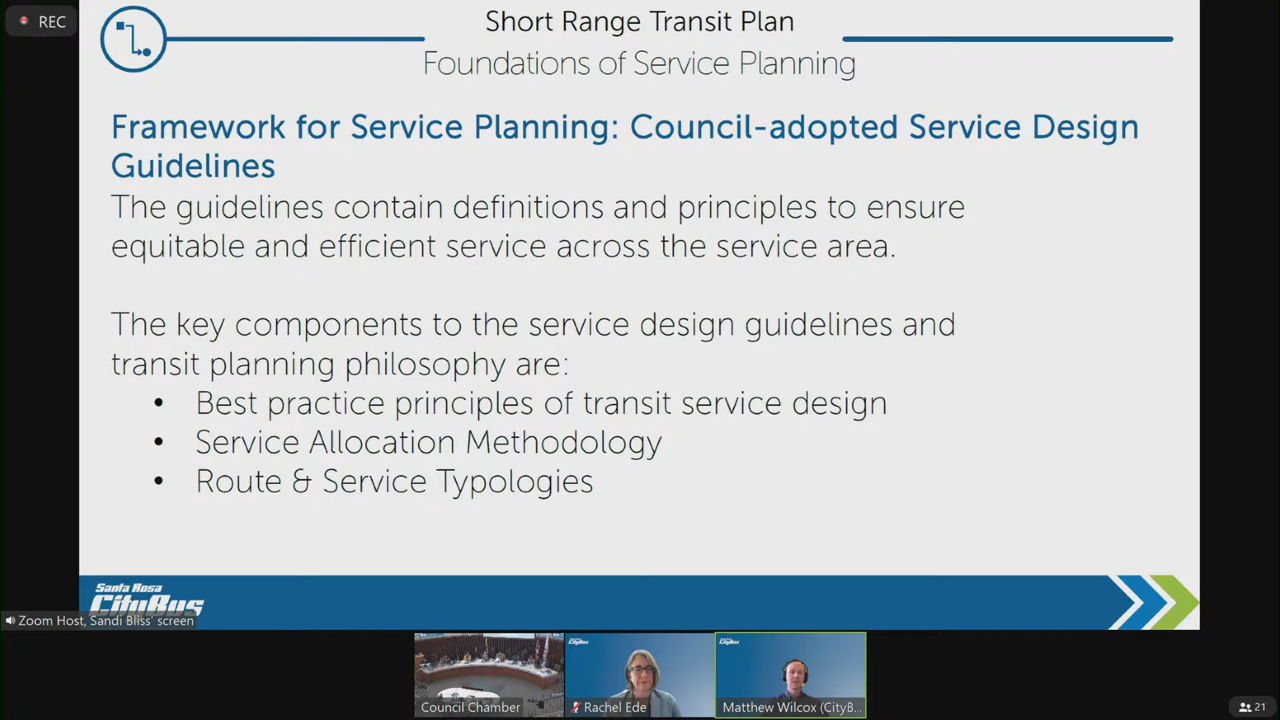 REC
Short Range Transit Plan
Foundations of Service Planning
Framework for Service Planning: Council-adopted Service Design
Guidelines
The guidelines contain definitions and principles to ensure
equitable and efficient service across the service area.
The key components to the service design guidelines and
transit planning philosophy are:
• Best practice principles of transit service design
• Service Allocation Methodology
• Route & Service Typologies
Santa Rosa
CityBus
Zoom Host, Sandi Bliss' screen
CityBus
CityBus
Council Chamber
Rachel Ede
Matthew Wilcox (CityB...
21